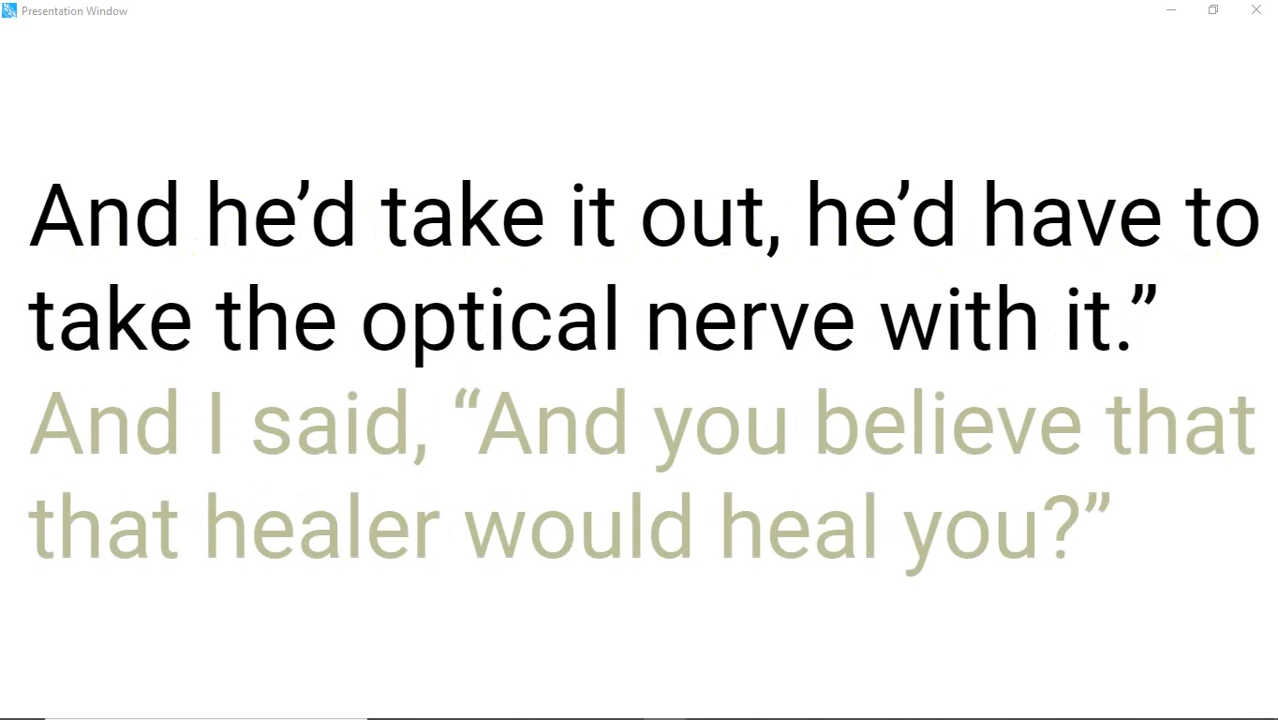 Presentation Window
And he’d take it out, he’d have to
take the optical nerve with it.”
And I said, “And you believe that
that healer would heal you?”